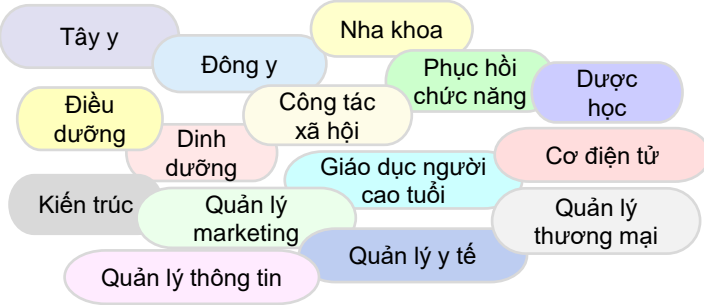 Tây y
Nha khoa
Đông y
Phục hồi
chức năng
Dược
học
Điều
dưỡng
Công tác
xã hội
Dinh
dưỡng
Cơ điện tử
Giáo dục người
cao tuổi
Kiến trúc
Quản lý
marketing
Quản lý
thương mại
Quản lý y tế
Quản lý thông tin